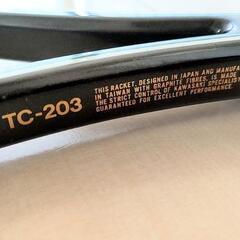 TC-203
THIS RACKET, DESIGNED IN JAPAN AND MANUFA
IN TAIWAN WITH GRAPHITE FIBRES, IS MADE
THE STRICT CONTROL OF KAWASAKI SPECIALIS
GUARANTEED FOR EXCELLENT PERFORMANCE.